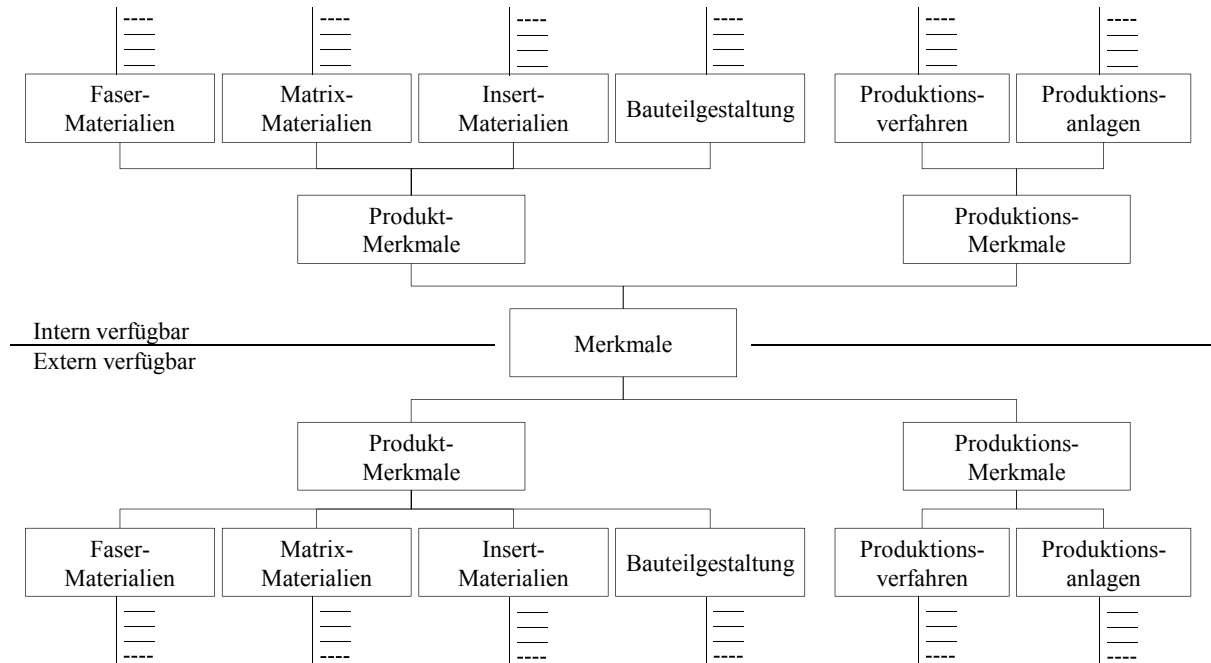 Faser-
Materialien
Matrix-
Materialien
Insert-
Materialien
Bauteilgestaltung
Produktions-
verfahren
Produktions-
anlagen
Produkt-
Merkmale
Produktions-
Merkmale
Intern verfügbar
Extern verfügbar
Merkmale
Produkt-
Merkmale
Produktions-
Merkmale
Faser-
Materialien
Matrix-
Materialien
Insert-
Materialien
Bauteilgestaltung
Produktions-
verfahren
Produktions-
anlagen